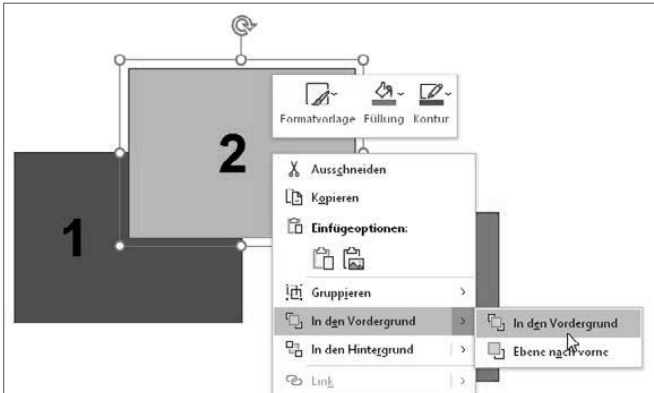 2
1
Formatvorlage Füllung Kontur
Ausschneiden
Kopieren
Einfügeoptionen:
Gruppieren
In den Vordergrund
In den Hintergrund
Link
In den Vordergrund
Ebene nach vorne